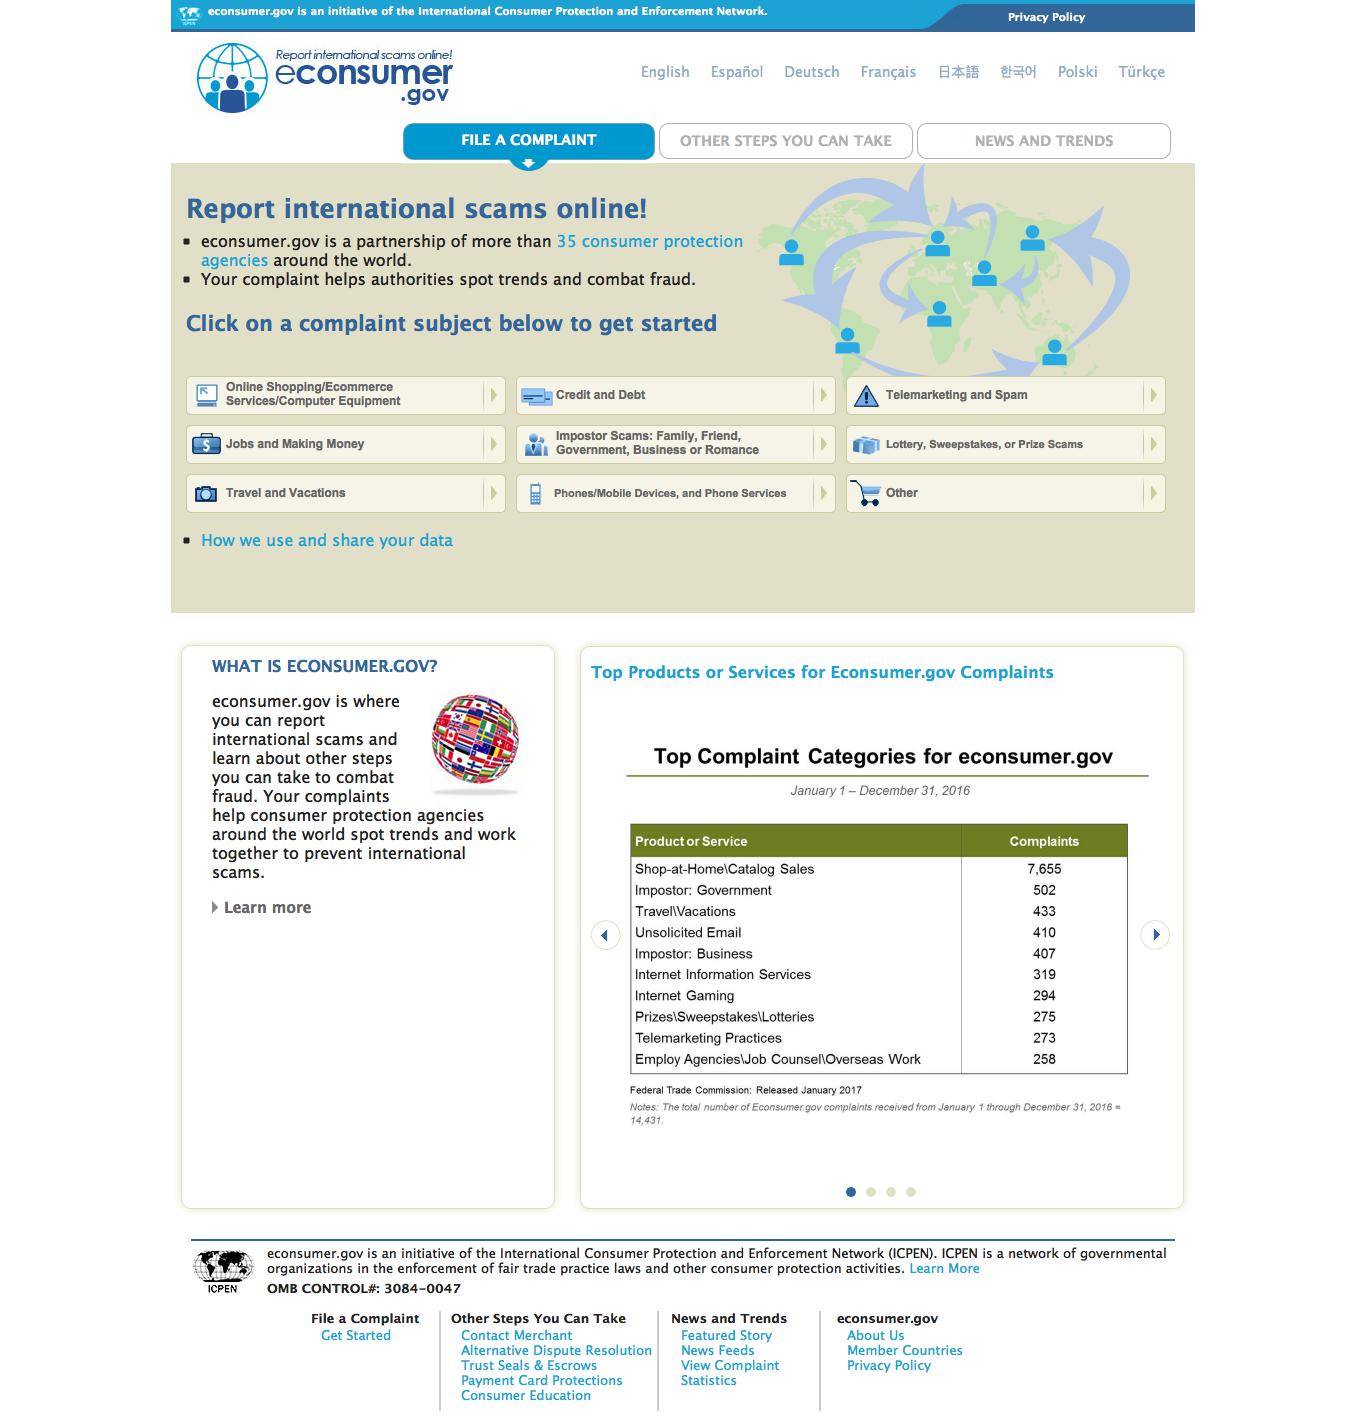 econsumer.gov is an initiative of the International Consumer Protection and Enforcement Network.
Privacy Policy
ICPEN
Report international scams online!
econsumer
.gov
English Español Deutsch Français 日本語 한국어 Polski Türkçe
FILE A COMPLAINT
OTHER STEPS YOU CAN TAKE
NEWS AND TRENDS
Report international scams online!
econsumer.gov is a partnership of more than 35 consumer protection
agencies around the world.
Your complaint helps authorities spot trends and combat fraud.
Click on a complaint subject below to get started
Online Shopping/Ecommerce
Services/Computer Equipment
Credit and Debt
Telemarketing and Spam
Jobs and Making Money
Impostor Scams: Family, Friend,
Government, Business or Romance
Lottery, Sweepstakes, or Prize Scams
Travel and Vacations
Phones/Mobile Devices, and Phone Services
Other
How we use and share your data
WHAT IS ECONSUMER.GOV?
econsumer.gov is where
you can report
international scams and
learn about other steps
you can take to combat
fraud. Your complaints
help consumer protection agencies
around the world spot trends and work
together to prevent international
scams.
Learn more
Top Products or Services for Econsumer.gov Complaints
Top Complaint Categories for econsumer.gov
January 1 – December 31, 2016
Product or Service Complaints
Shop-at-Home\Catalog Sales 7,655
Impostor: Government 502
Travel\Vacations 433
Unsolicited Email 410
Impostor: Business 407
Internet Information Services 319
Internet Gaming 294
Prizes\Sweepstakes\Lotteries 275
Telemarketing Practices 273
Employ Agencies\Job Counsel\Overseas Work 258
Federal Trade Commission: Released January 2017
Notes: The total number of Econsumer.gov complaints received from January 1 through December 31, 2016 =
14,431.
econsumer.gov is an initiative of the International Consumer Protection and Enforcement Network (ICPEN). ICPEN is a network of governmental
organizations in the enforcement of fair trade practice laws and other consumer protection activities. Learn More
ICPEN
OMB CONTROL#: 3084-0047
File a Complaint
Get Started
Other Steps You Can Take
Contact Merchant
Alternative Dispute Resolution
Trust Seals & Escrows
Payment Card Protections
Consumer Education
News and Trends
Featured Story
News Feeds
View Complaint
Statistics
econsumer.gov
About Us
Member Countries
Privacy Policy